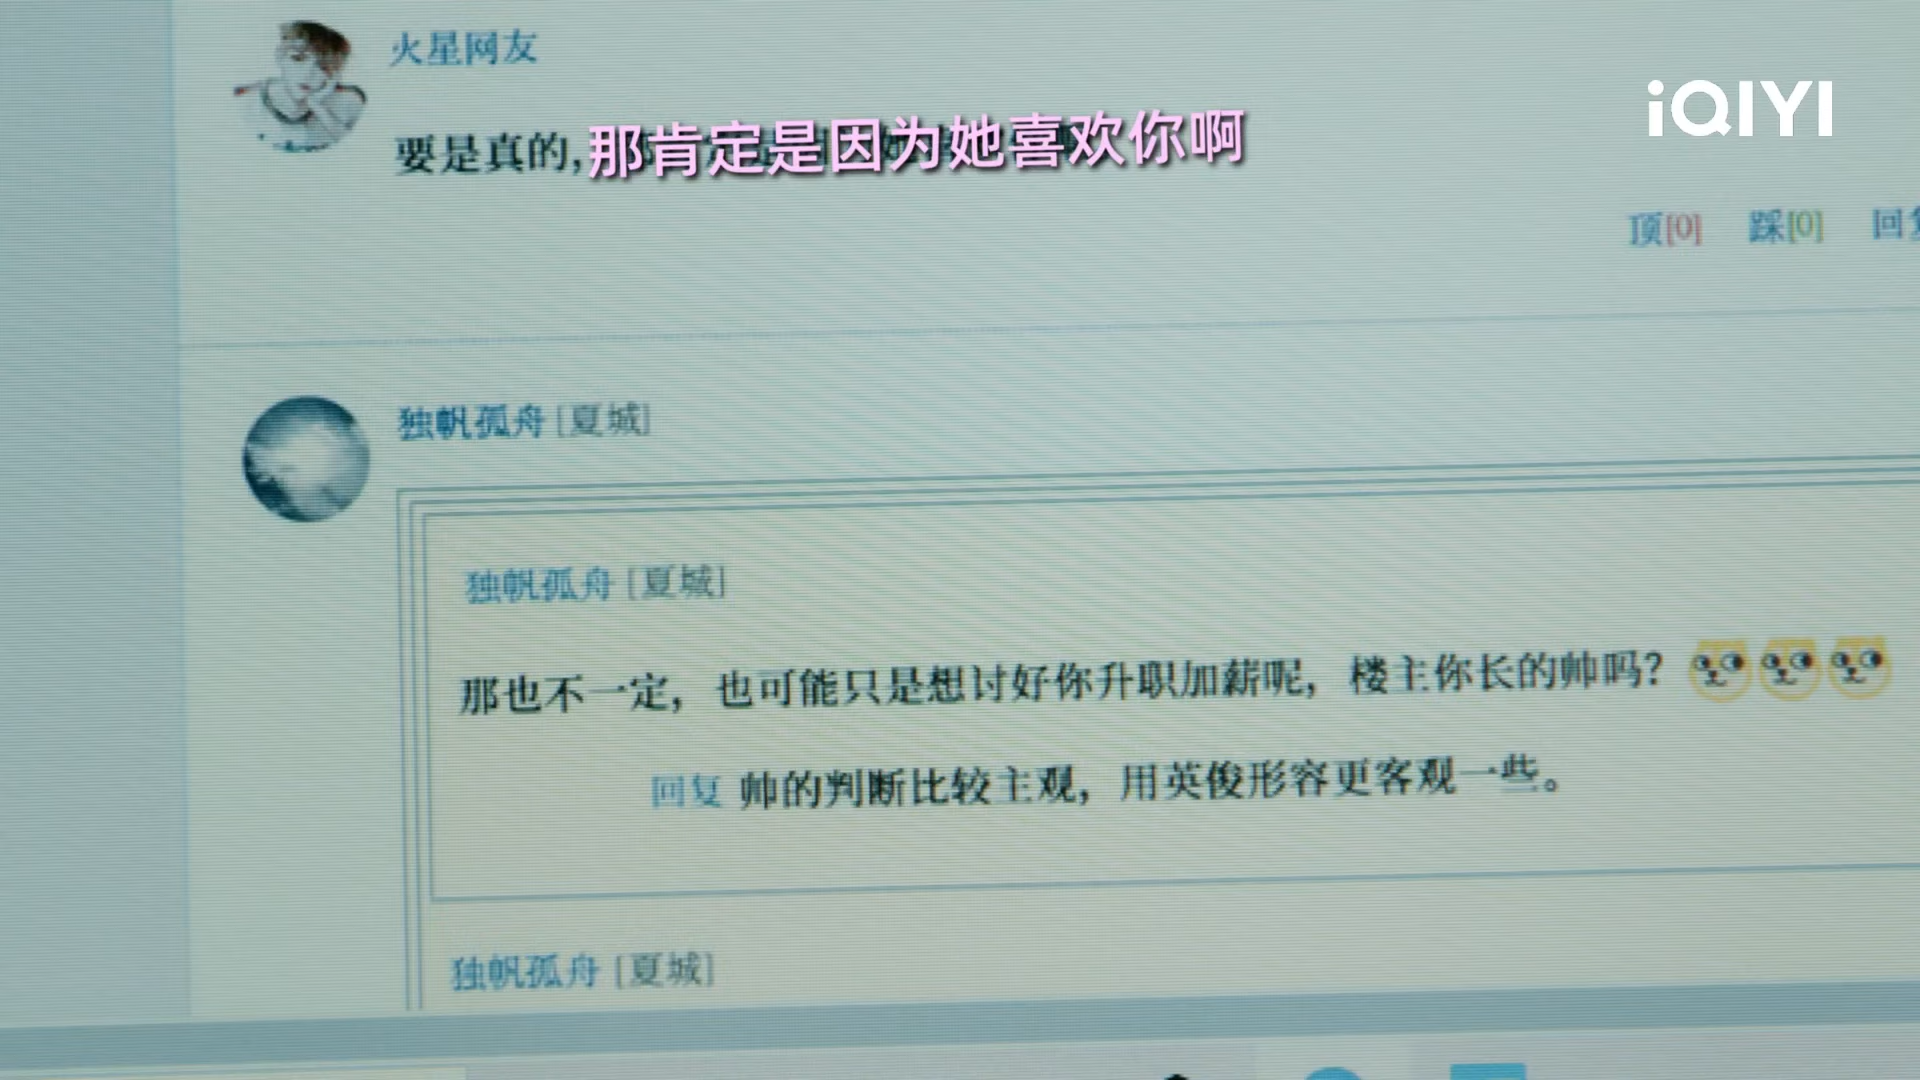 火星网友
iQIYI
要是真的,那肯定是因为她喜欢你啊
顶[0] 踩[0] 回复
独帆孤舟 [夏城]
独帆孤舟 [夏城]
那也不一定，也可能只是想讨好你升职加薪呢，楼主你长的帅吗？
回复 帅的判断比较主观，用英俊形容更客观一些。
独帆孤舟 [夏城]